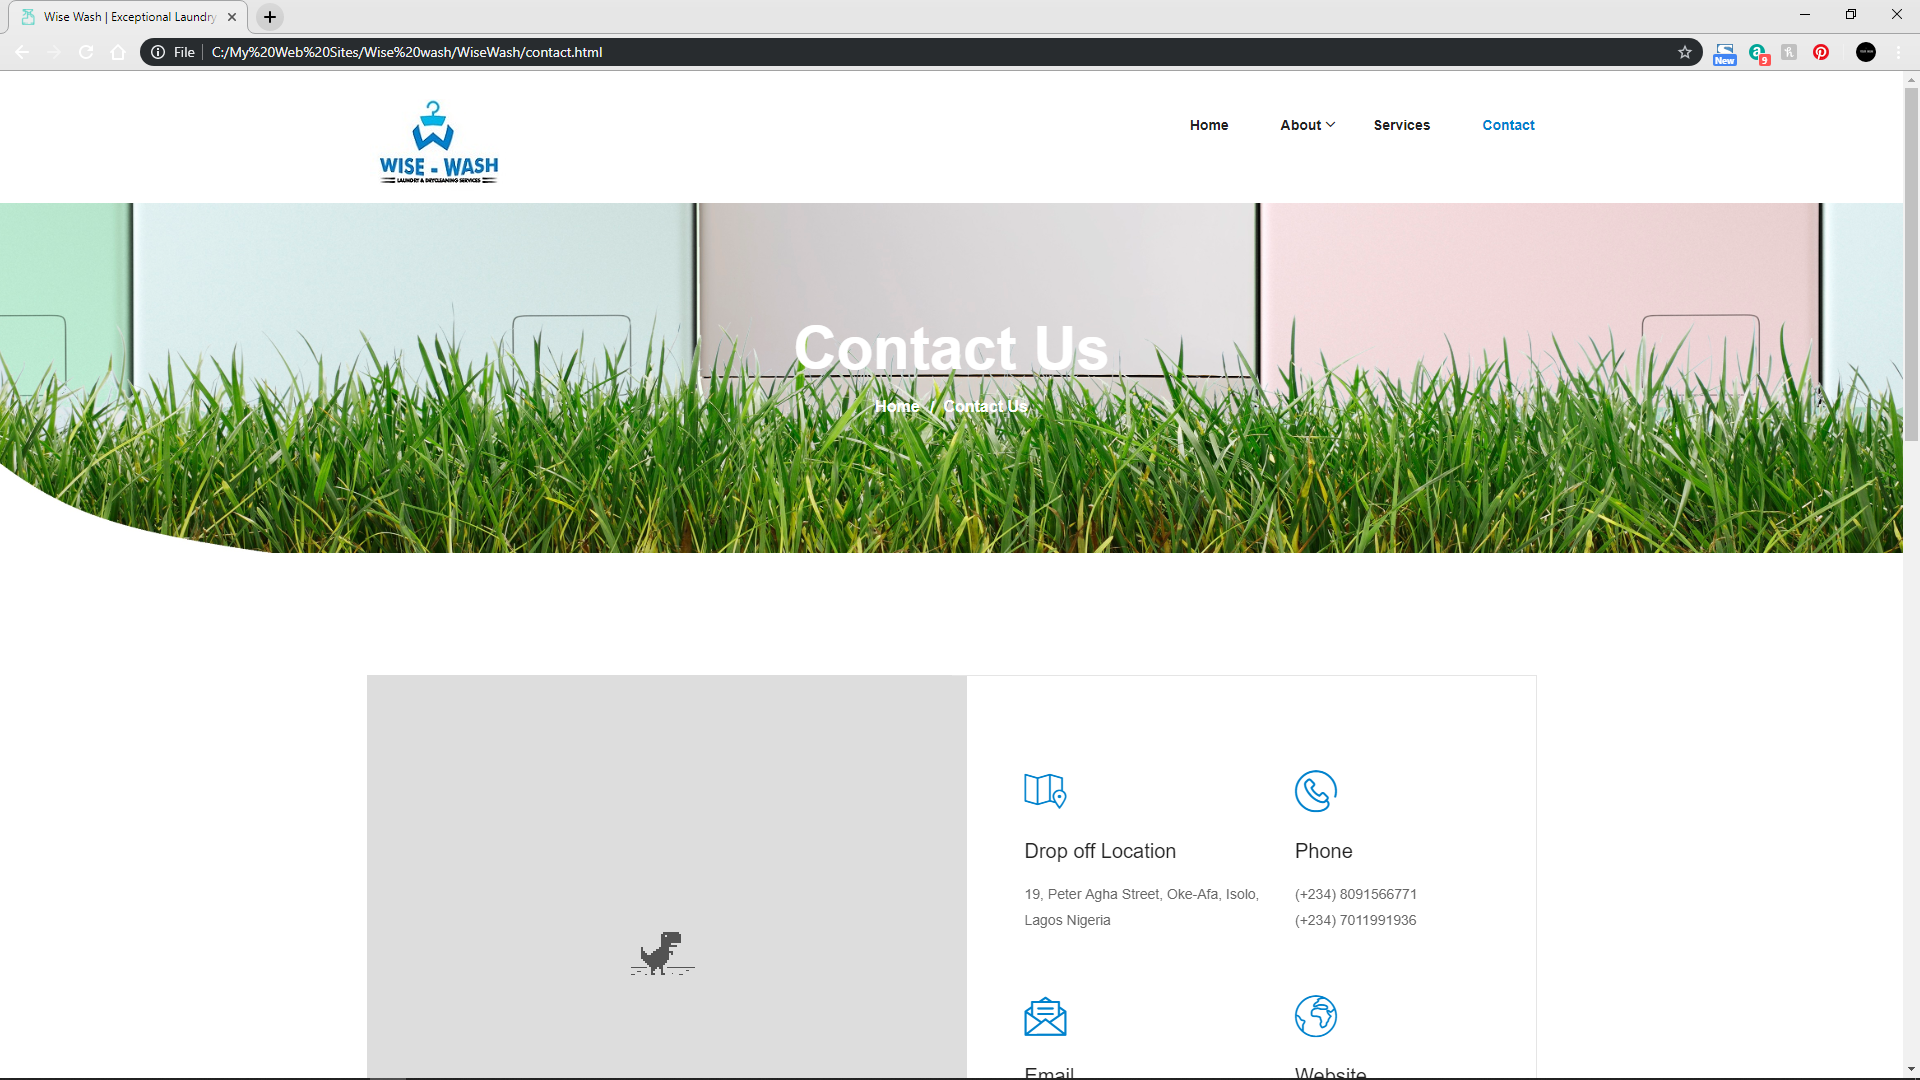 Wise Wash | Exceptional Laundry
File
C:/My%20Web%20Sites/Wise%20wash/WiseWash/contact.html
New
9
WISE - WASH
LAUNDRY & DRYCLEANING SERVICES
Home
About
Services
Contact
Contact Us
Home / Contact Us
Drop off Location
19, Peter Agha Street, Oke-Afa, Isolo,
Lagos Nigeria
Phone
(+234) 8091566771
(+234) 7011991936
Email
Website